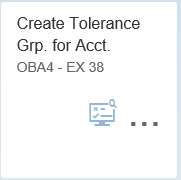 Create Tolerance
Grp. for Acct.
OBA4 - EX 38
...